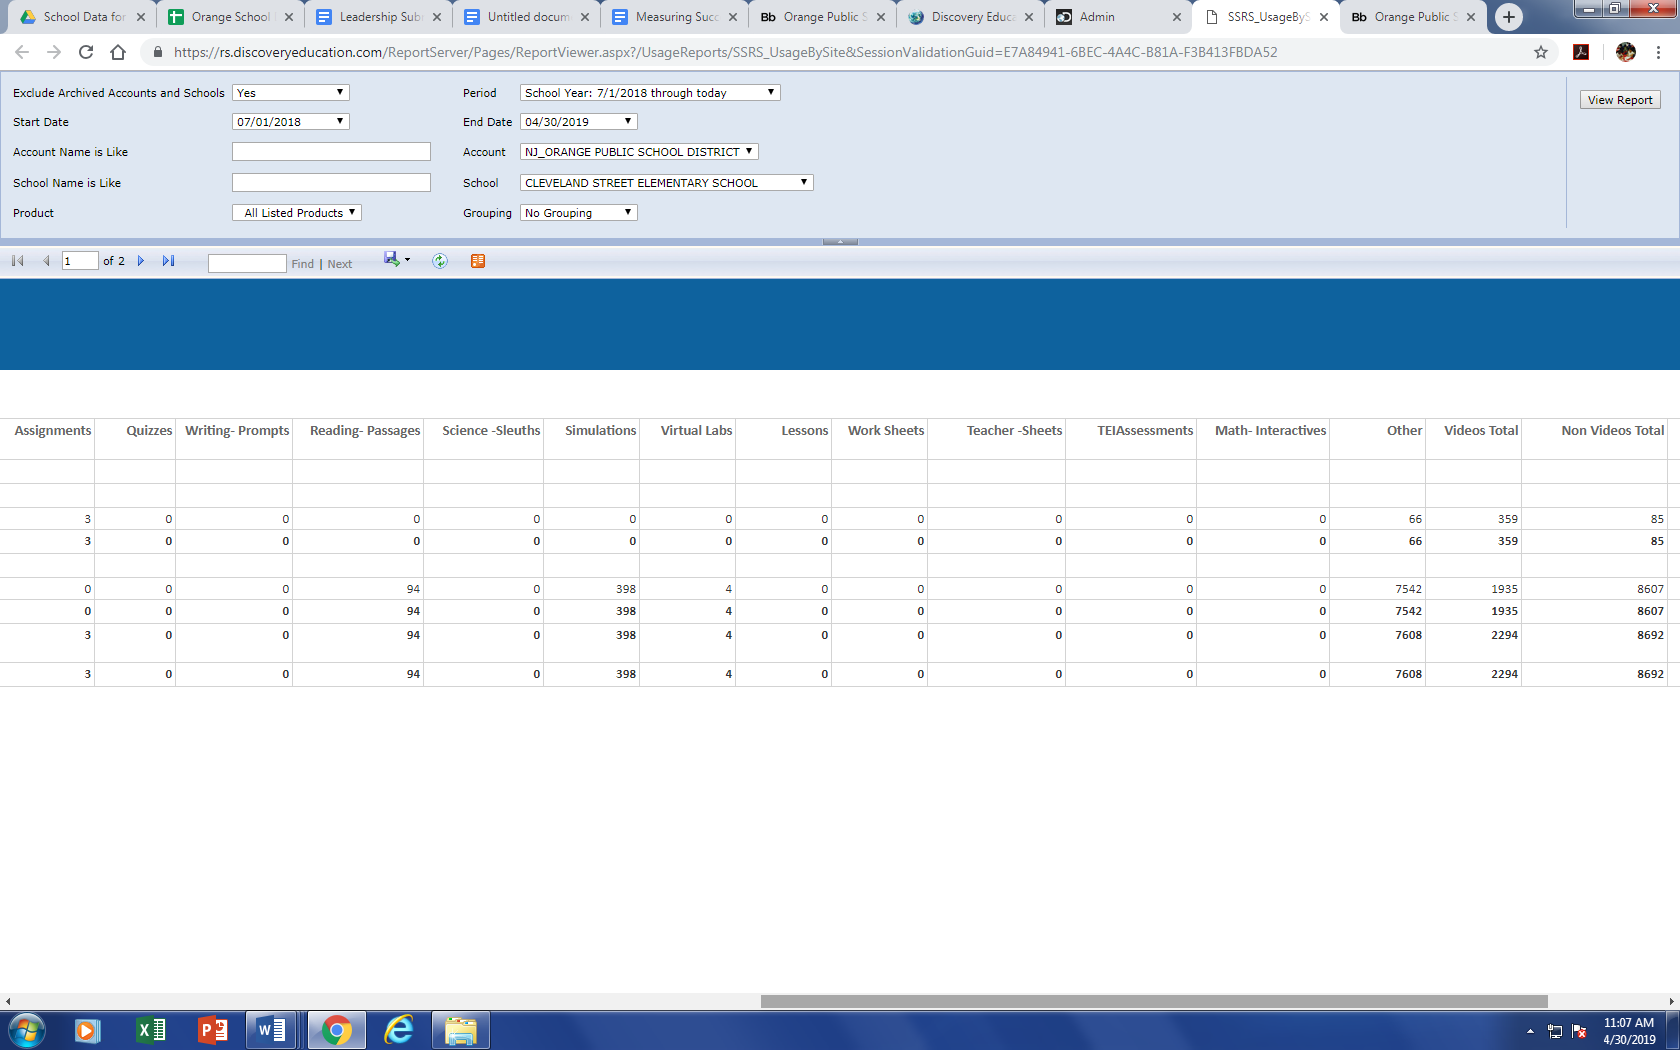 School Data for
Orange School
Leadership Sub
Untitled docum
Measuring Succ
Bb Orange Public S
Discovery Educa
Admin
SSRS_UsageByS
Bb Orange Public S
https://rs.discoveryeducation.com/ReportServer/Pages/ReportViewer.aspx?/UsageReports/SSRS_UsageBySite&SessionValidationGuid=E7A84941-6BEC-4A4C-B81A-F3B413FBDA52
Exclude Archived Accounts and Schools Yes Period School Year: 7/1/2018 through today View Report
Start Date 07/01/2018 End Date 04/30/2019
Account Name is Like Account NJ_ORANGE PUBLIC SCHOOL DISTRICT
School Name is Like School CLEVELAND STREET ELEMENTARY SCHOOL
Product All Listed Products Grouping No Grouping
1 of 2 Find | Next
Assignments Quizzes Writing- Prompts Reading- Passages Science -Sleuths Simulations Virtual Labs Lessons Work Sheets Teacher -Sheets TEIAssessments Math- Interactives Other Videos Total Non Videos Total
3 0 0 0 0 0 0 0 0 0 0 0 66 359 85
3 0 0 0 0 0 0 0 0 0 0 0 66 359 85
0 0 0 94 0 398 4 0 0 0 0 0 7542 1935 8607
0 0 0 94 0 398 4 0 0 0 0 0 7542 1935 8607
3 0 0 94 0 398 4 0 0 0 0 0 7608 2294 8692
3 0 0 94 0 398 4 0 0 0 0 0 7608 2294 8692
11:07 AM
4/30/2019